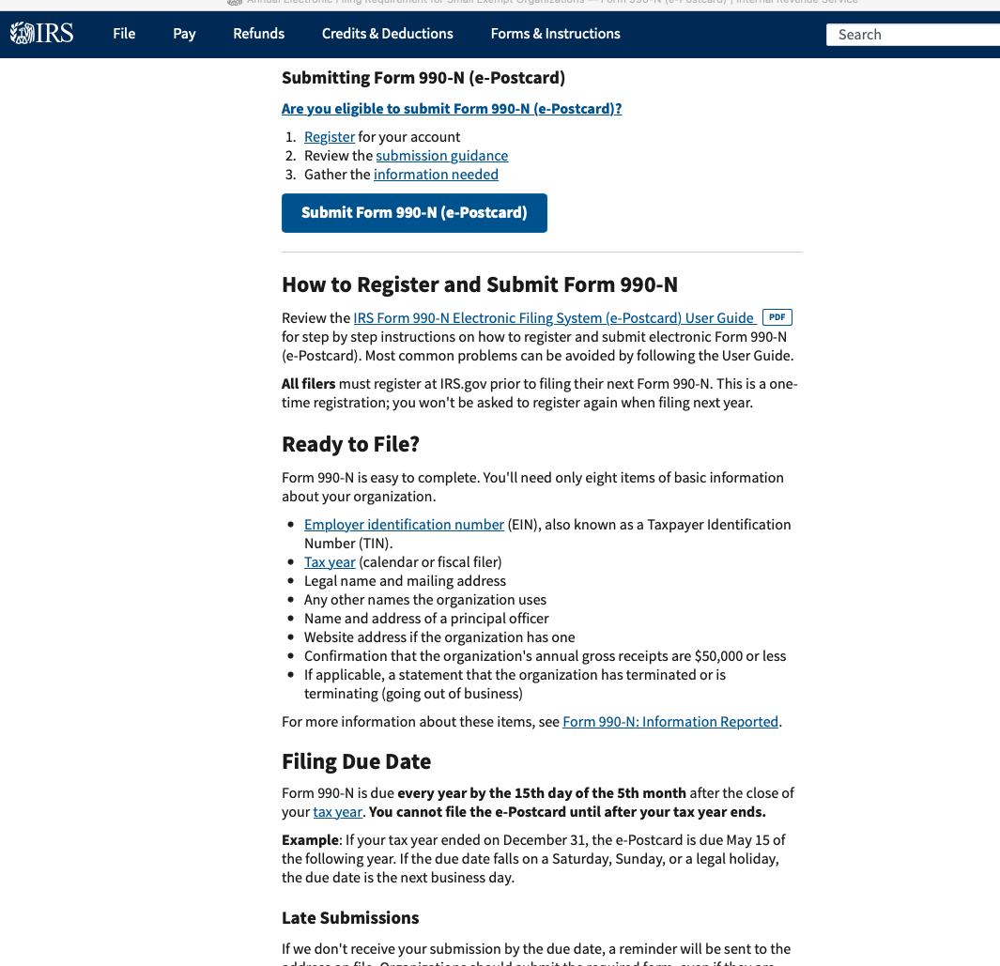 Annual Electronic Filing Requirement for Small Exempt Organizations — Form 990-N (e-Postcard) | Internal Revenue Service
IRS File Pay Refunds Credits & Deductions Forms & Instructions Search
Submitting Form 990-N (e-Postcard)
Are you eligible to submit Form 990-N (e-Postcard)?
1. Register for your account
2. Review the submission guidance
3. Gather the information needed
Submit Form 990-N (e-Postcard)
How to Register and Submit Form 990-N
Review the IRS Form 990-N Electronic Filing System (e-Postcard) User Guide PDF
for step by step instructions on how to register and submit electronic Form 990-N
(e-Postcard). Most common problems can be avoided by following the User Guide.
All filers must register at IRS.gov prior to filing their next Form 990-N. This is a one-
time registration; you won't be asked to register again when filing next year.
Ready to File?
Form 990-N is easy to complete. You'll need only eight items of basic information
about your organization.
• Employer identification number (EIN), also known as a Taxpayer Identification
Number (TIN).
• Tax year (calendar or fiscal filer)
• Legal name and mailing address
• Any other names the organization uses
• Name and address of a principal officer
• Website address if the organization has one
• Confirmation that the organization's annual gross receipts are $50,000 or less
• If applicable, a statement that the organization has terminated or is
terminating (going out of business)
For more information about these items, see Form 990-N: Information Reported.
Filing Due Date
Form 990-N is due every year by the 15th day of the 5th month after the close of
your tax year. You cannot file the e-Postcard until after your tax year ends.
Example: If your tax year ended on December 31, the e-Postcard is due May 15 of
the following year. If the due date falls on a Saturday, Sunday, or a legal holiday,
the due date is the next business day.
Late Submissions
If we don't receive your submission by the due date, a reminder will be sent to the
address on file. Organizations should submit the required form, even if they are